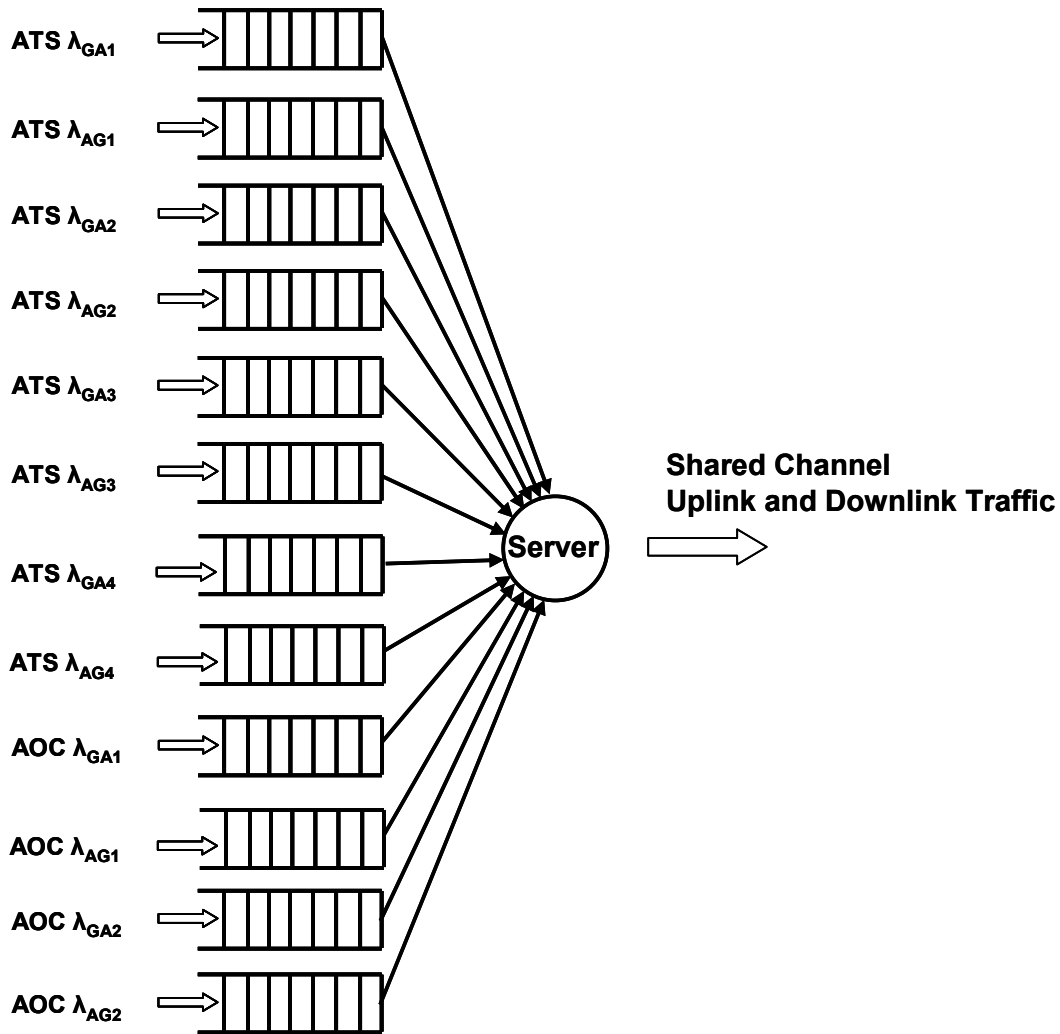 ATS λGA1
ATS λAG1
ATS λGA2
ATS λAG2
ATS λGA3
ATS λAG3
ATS λGA4
ATS λAG4
AOC λGA1
AOC λAG1
AOC λGA2
AOC λAG2
Server
Shared Channel
Uplink and Downlink Traffic